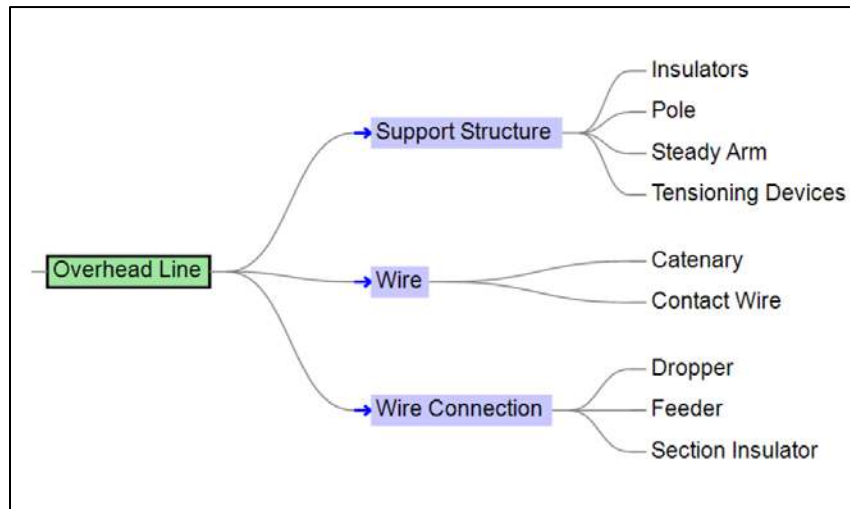 Overhead Line
Support Structure
Insulators
Pole
Steady Arm
Tensioning Devices
Wire
Catenary
Contact Wire
Wire Connection
Dropper
Feeder
Section Insulator